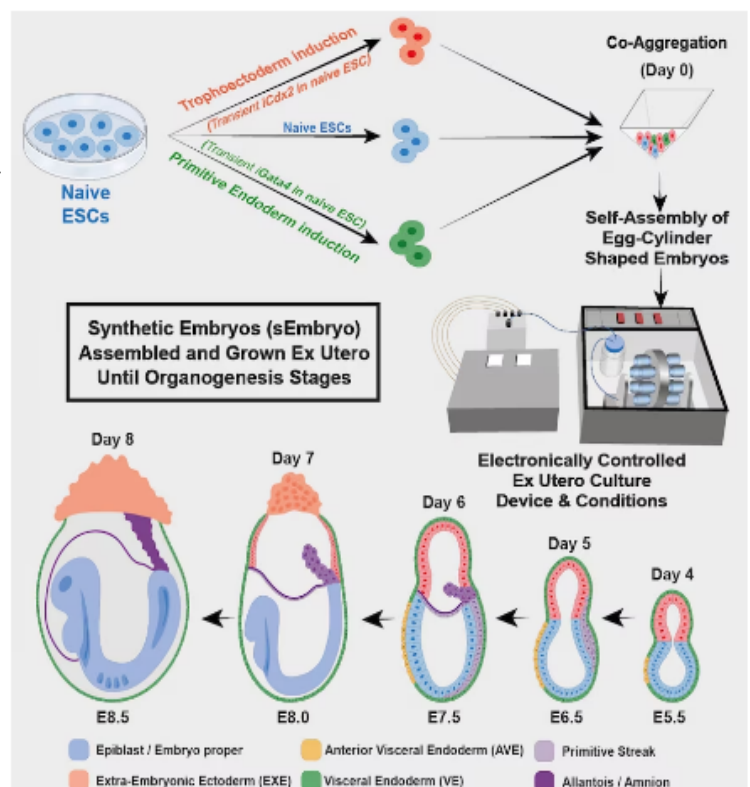 Co-Aggregation
(Day 0)
Trophoectoderm induction
(Transient iCdx2 in naive ESC)
Naive ESCs
(Transient iGata4 in naive ESC)
Primitive Endoderm induction
Naive
ESCs
Self-Assembly of
Egg-Cylinder
Shaped Embryos
Synthetic Embryos (sEmbryo)
Assembled and Grown Ex Utero
Until Organogenesis Stages
Electronically Controlled
Ex Utero Culture
Device & Conditions
Day 8
Day 7
Day 6
Day 5
Day 4
E8.5
E8.0
E7.5
E6.5
E5.5
Epiblast / Embryo proper
Anterior Visceral Endoderm (AVE)
Primitive Streak
Extra-Embryonic Ectoderm (EXE)
Visceral Endoderm (VE)
Allantois / Amnion